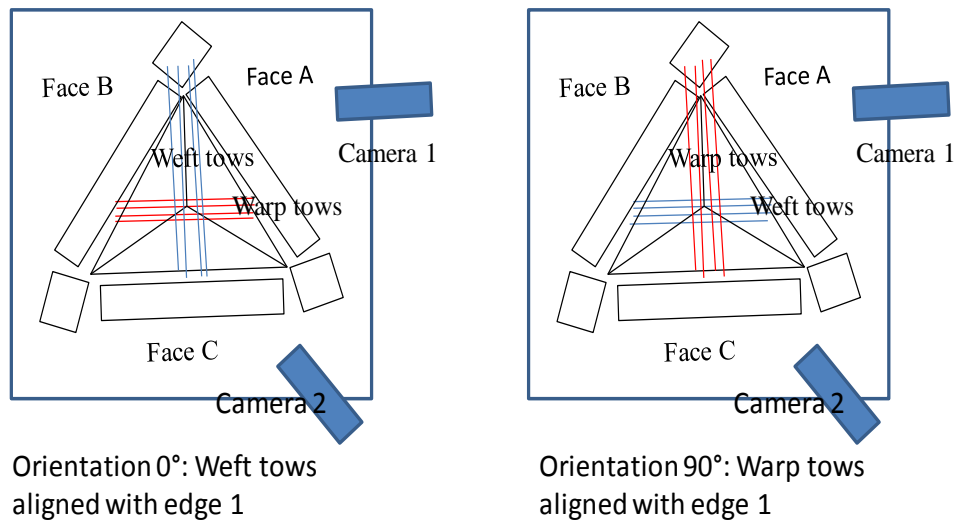 Face B
Face A
Camera 1
Weft tows
Warp tows
Face C
Camera 2
Orientation 0°: Weft tows
aligned with edge 1
Face B
Face A
Camera 1
Warp tows
Weft tows
Face C
Camera 2
Orientation 90°: Warp tows
aligned with edge 1